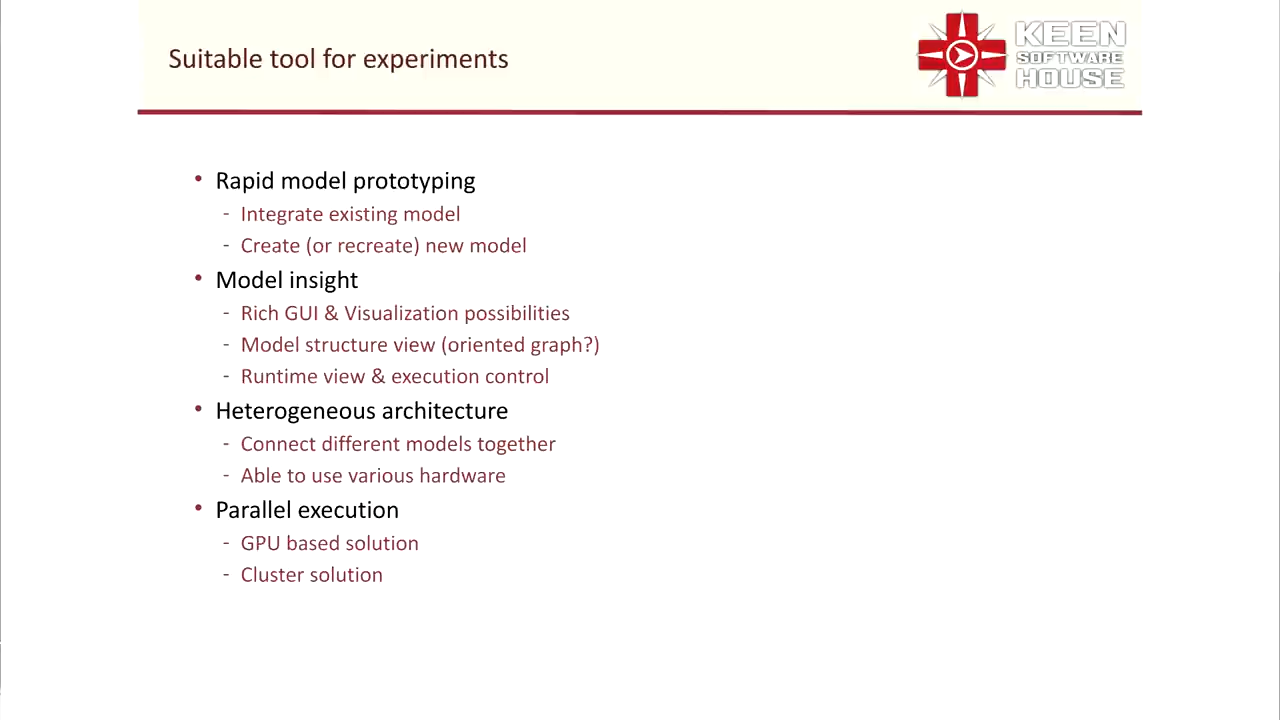 Suitable tool for experiments
KEEN
SOFTWARE
HOUSE
• Rapid model prototyping
- Integrate existing model
- Create (or recreate) new model
• Model insight
- Rich GUI & Visualization possibilities
- Model structure view (oriented graph?)
- Runtime view & execution control
• Heterogeneous architecture
- Connect different models together
- Able to use various hardware
• Parallel execution
- GPU based solution
- Cluster solution